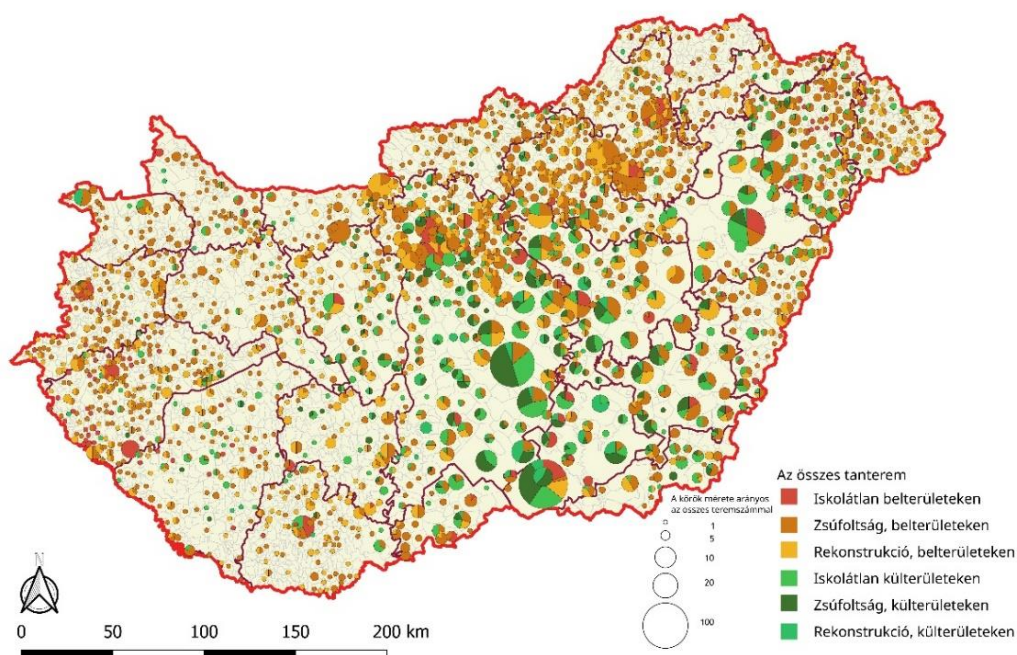 Az összes tanterem
Iskolátlan belterületeken
Zsúfoltság, belterületeken
Rekonstrukció, belterületeken
Iskolátlan külterületeken
Zsúfoltság, külterületeken
Rekonstrukció, külterületeken
A körök mérete arányos
az összes teremszámmal
1
5
10
20
100
N
0 50 100 150 200 km